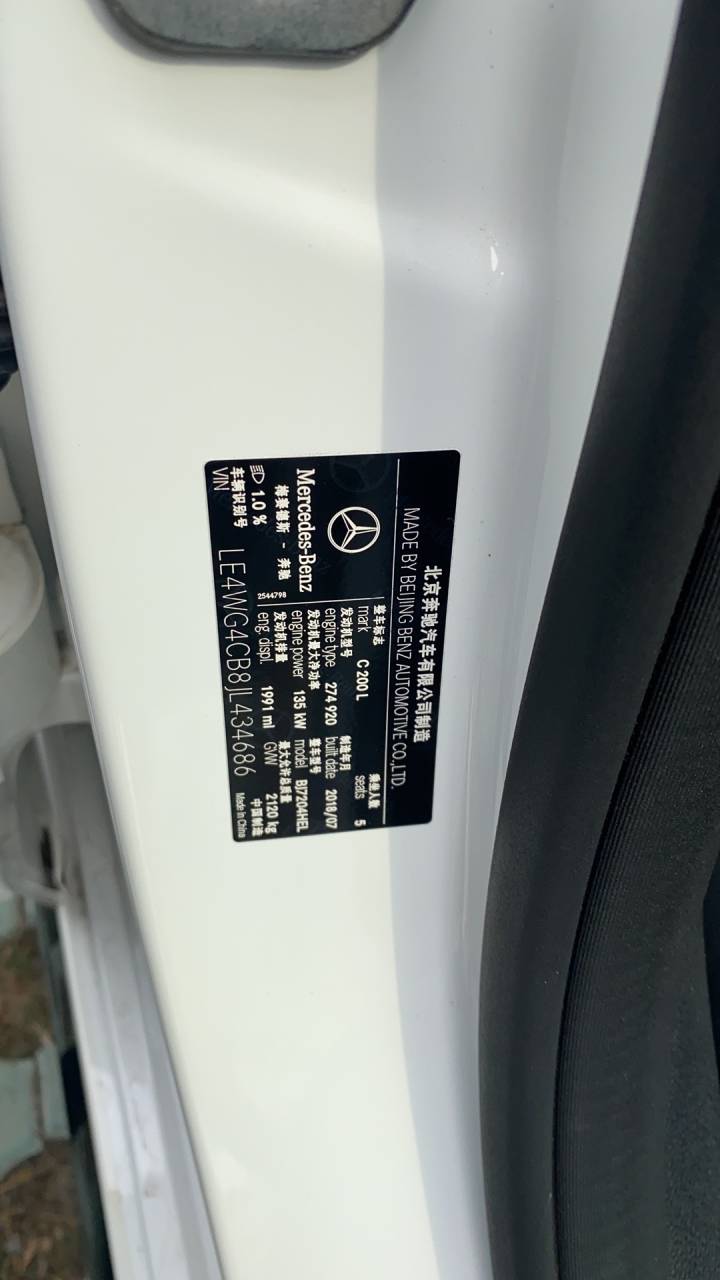 北京奔驰汽车有限公司制造
MADE BY BEIJING BENZ AUTOMOTIVE CO.,LTD.
Mercedes-Benz
梅赛德斯 - 奔驰
整车标志 乘坐人数
mark C 200 L seats 5
发动机型号 制造年月
engine type 274 920 built date 2018/07
发动机最大净功率 整车型号
engine power 135 kW model BJ7204HEL
发动机排量 最大允许总质量
eng. displ. 1991 ml GVW 2120 kg
2544798
1.0 %
中国制造
车辆识别号
VIN LE4WG4CB8JL434686 Made in China